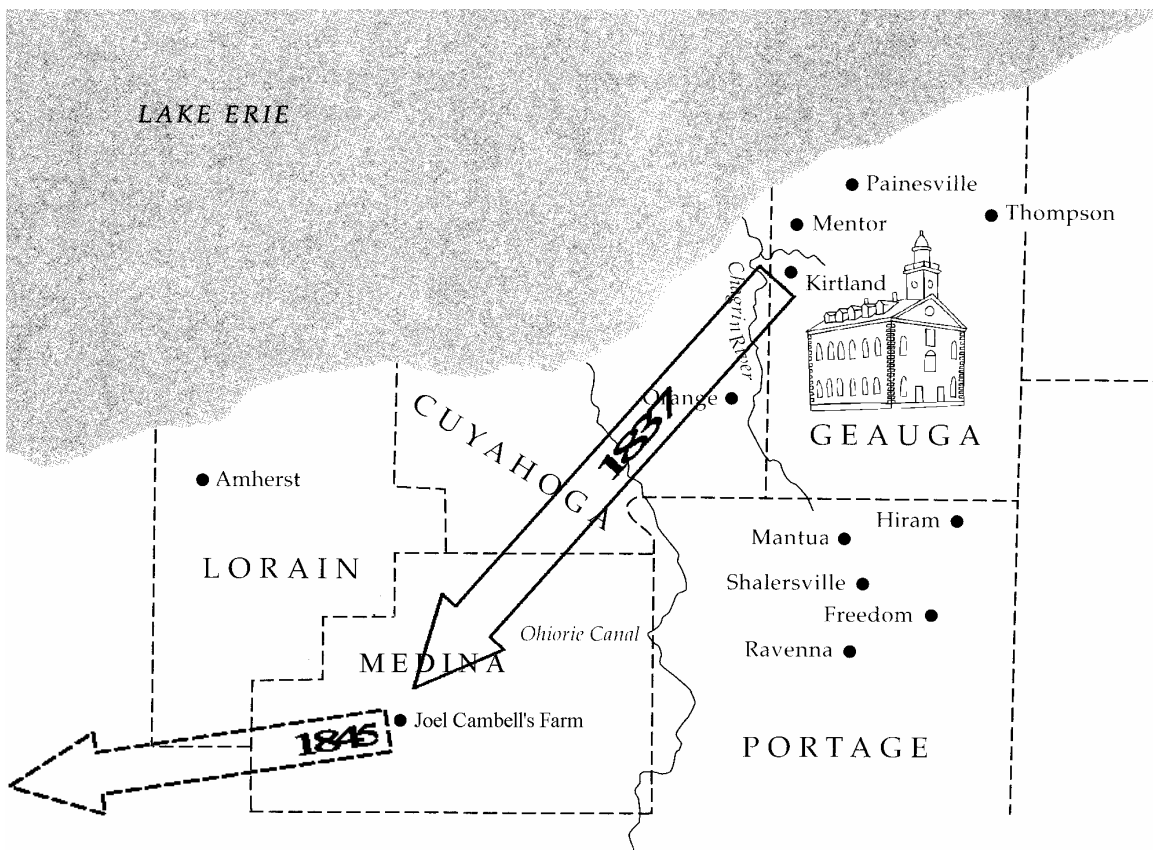 LAKE ERIE
Painesville
Thompson
Mentor
Kirtland
Chagrin River
Orange
1837
CUYAHOGA
GEAUGA
Amherst
Hiram
Mantua
LORAIN
Shalersville
Freedom
Ohiorie Canal
Ravenna
MEDINA
Joel Cambell's Farm
1845
PORTAGE